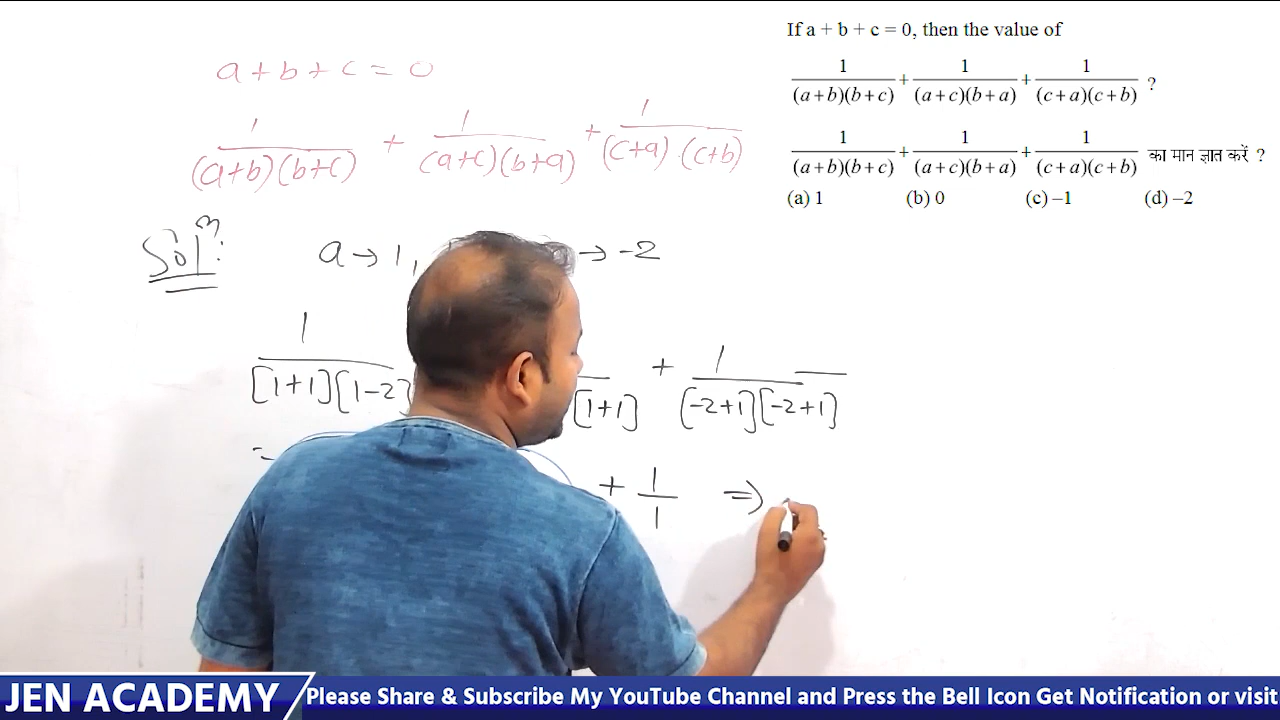 If a + b + c = 0, then the value of
1/((a+b)(b+c)) + 1/((a+c)(b+a)) + 1/((c+a)(c+b)) ?
1/((a+b)(b+c)) + 1/((a+c)(b+a)) + 1/((c+a)(c+b)) का मान ज्ञात करें ?
(a) 1 (b) 0 (c) –1 (d) –2
a + b + c = 0
1/((a+b)(b+c)) + 1/((a+c)(b+a)) + 1/((c+a).(c+b))
Solⁿ: a → 1, → -2
1/([1+1][1-2]) [1+1] + 1/([-2+1][-2+1])
= + 1/1 ⇒
JEN ACADEMY
Please Share & Subscribe My YouTube Channel and Press the Bell Icon Get Notification or visit